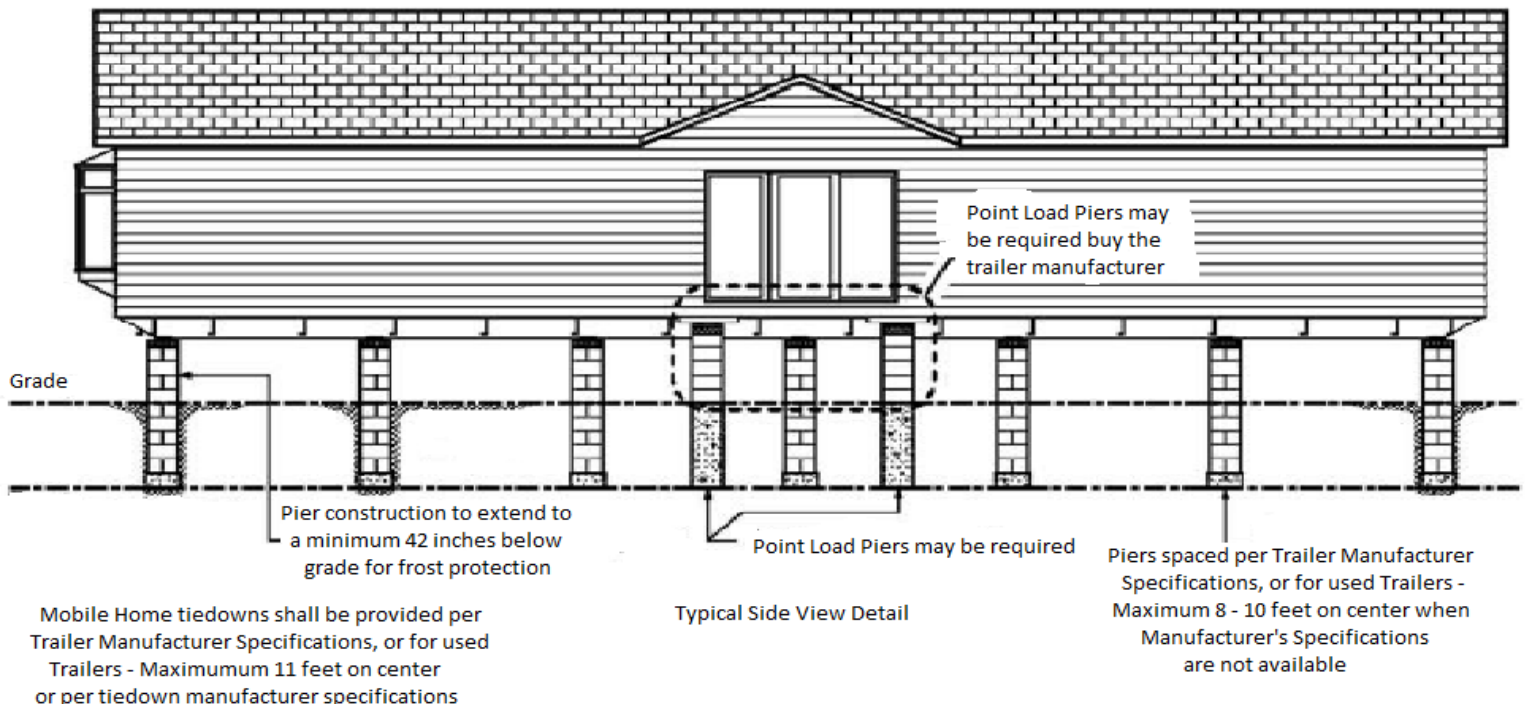 Point Load Piers may
be required buy the
trailer manufacturer
Grade
Pier construction to extend to
a minimum 42 inches below
grade for frost protection
Point Load Piers may be required
Piers spaced per Trailer Manufacturer
Specifications, or for used Trailers -
Maximum 8 - 10 feet on center when
Manufacturer's Specifications
are not available
Mobile Home tiedowns shall be provided per
Trailer Manufacturer Specifications, or for used
Trailers - Maximumum 11 feet on center
or per tiedown manufacturer specifications
Typical Side View Detail